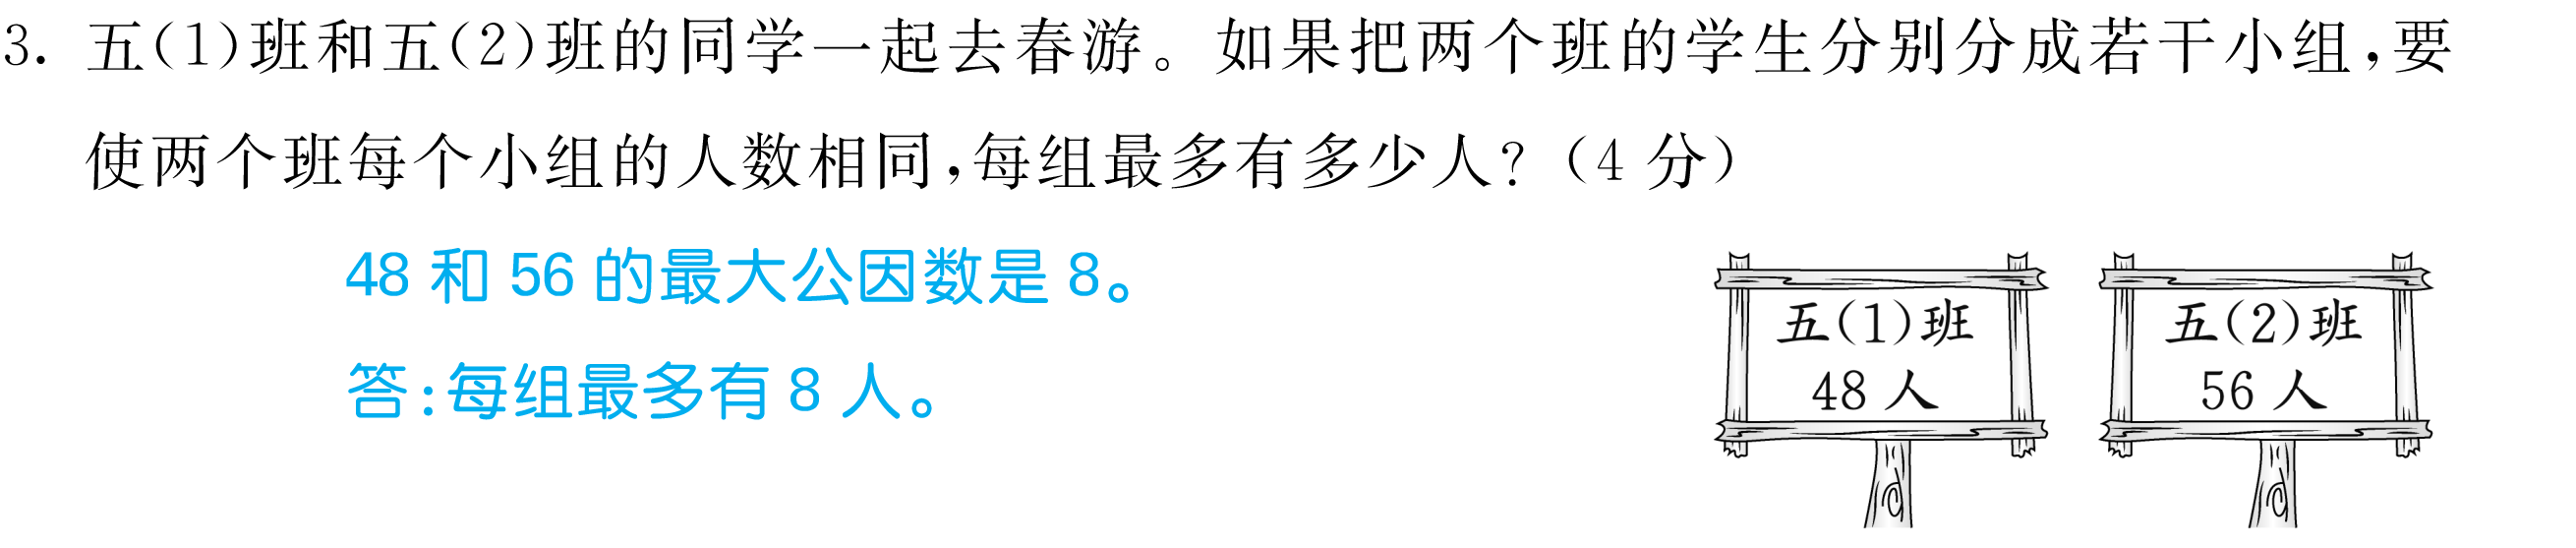 3. 五(1)班和五(2)班的同学一起去春游。如果把两个班的学生分别分成若干小组,要
使两个班每个小组的人数相同,每组最多有多少人?(4 分)
48 和 56 的最大公因数是 8。
答:每组最多有 8 人。
五(1)班
48 人
五(2)班
56 人